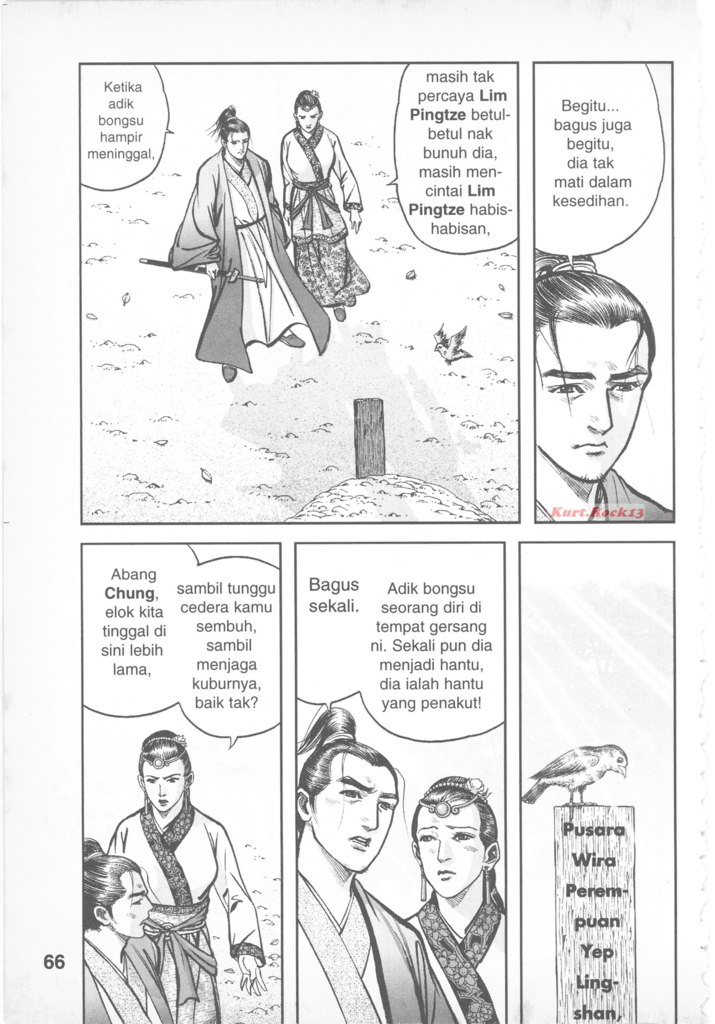 Ketika
adik
bongsu
hampir
meninggal,
masih tak
percaya Lim
Pingtze betul-
betul nak
bunuh dia,
masih men-
cintai Lim
Pingtze habis-
habisan,
Begitu...
bagus juga
begitu,
dia tak
mati dalam
kesedihan.
Kurt.Rock13
Abang
Chung,
elok kita
tinggal di
sini lebih
lama,
sambil tunggu
cedera kamu
sembuh,
sambil
menjaga
kuburnya,
baik tak?
Bagus
sekali.
Adik bongsu
seorang diri di
tempat gersang
ni. Sekali pun dia
menjadi hantu,
dia ialah hantu
yang penakut!
Pusara
Wira
Perem-
puan
Yep
Ling-
shan,
66